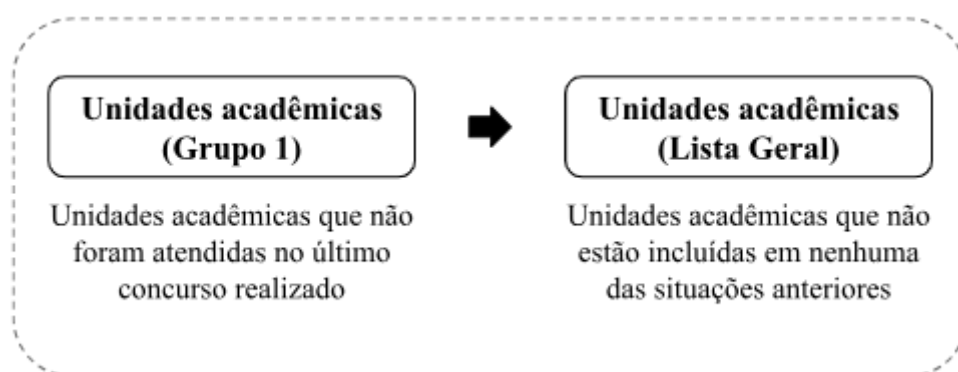 Unidades acadêmicas
(Grupo 1)
Unidades acadêmicas que não
foram atendidas no último
concurso realizado
Unidades acadêmicas
(Lista Geral)
Unidades acadêmicas que não
estão incluídas em nenhuma
das situações anteriores